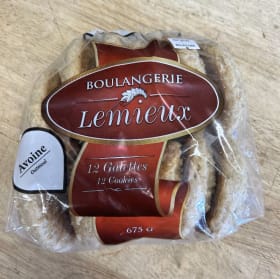 BOULANGERIE
Lemieux
Avoine
Oatmeal
12 Galettes
12 Cookies
675 G